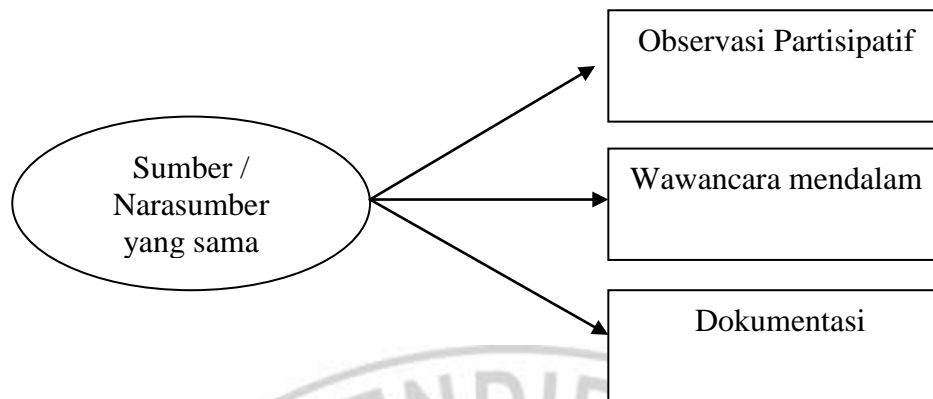 Observasi Partisipatif
Sumber /
Narasumber
yang sama
Wawancara mendalam
Dokumentasi